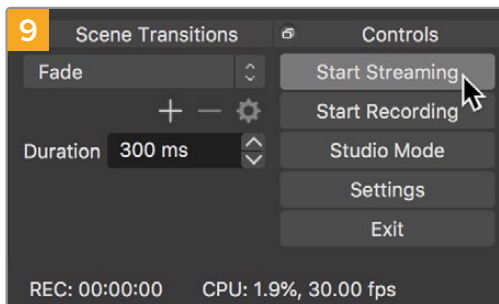 9
Scene Transitions
Controls
Fade
Start Streaming
Start Recording
Duration 300 ms
Studio Mode
Settings
Exit
REC: 00:00:00 CPU: 1.9%, 30.00 fps